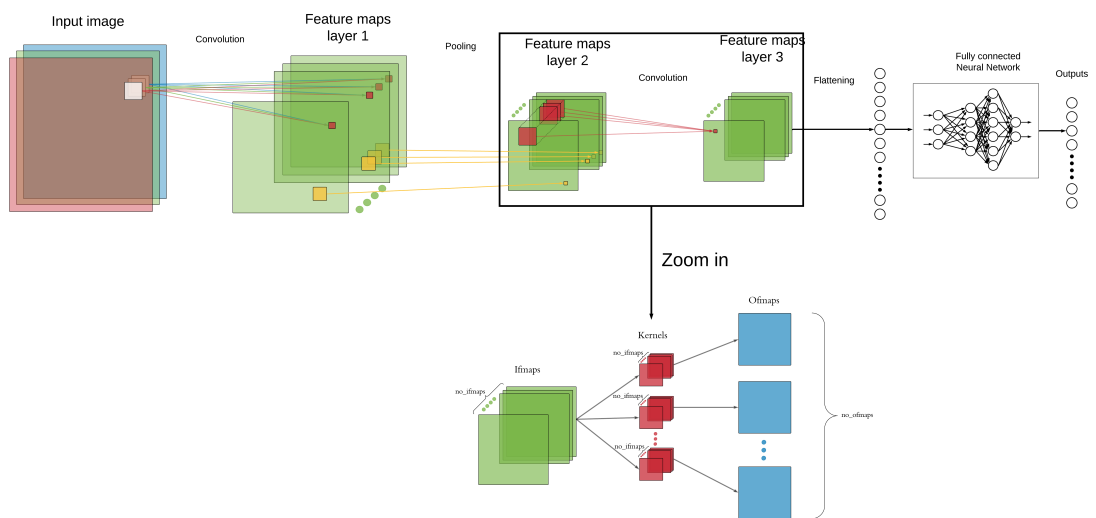 Input image
Convolution
Feature maps
layer 1
Pooling
Feature maps
layer 2
Convolution
Feature maps
layer 3
Flattening
Fully connected
Neural Network
Outputs
Zoom in
Ofmaps
Kernels
no_ifmaps
Ifmaps
no_ifmaps
no_ifmaps
no_ofmaps
no_ifmaps